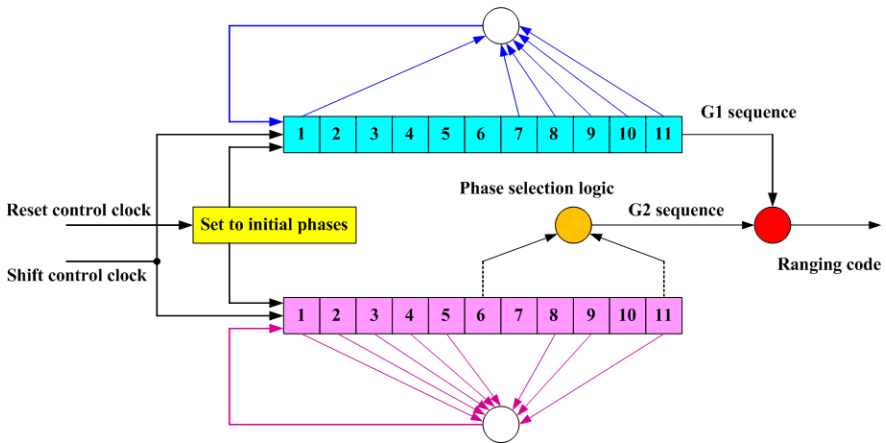 1 2 3 4 5 6 7 8 9 10 11
G1 sequence
Phase selection logic
Reset control clock
Set to initial phases
G2 sequence
Shift control clock
Ranging code
1 2 3 4 5 6 7 8 9 10 11